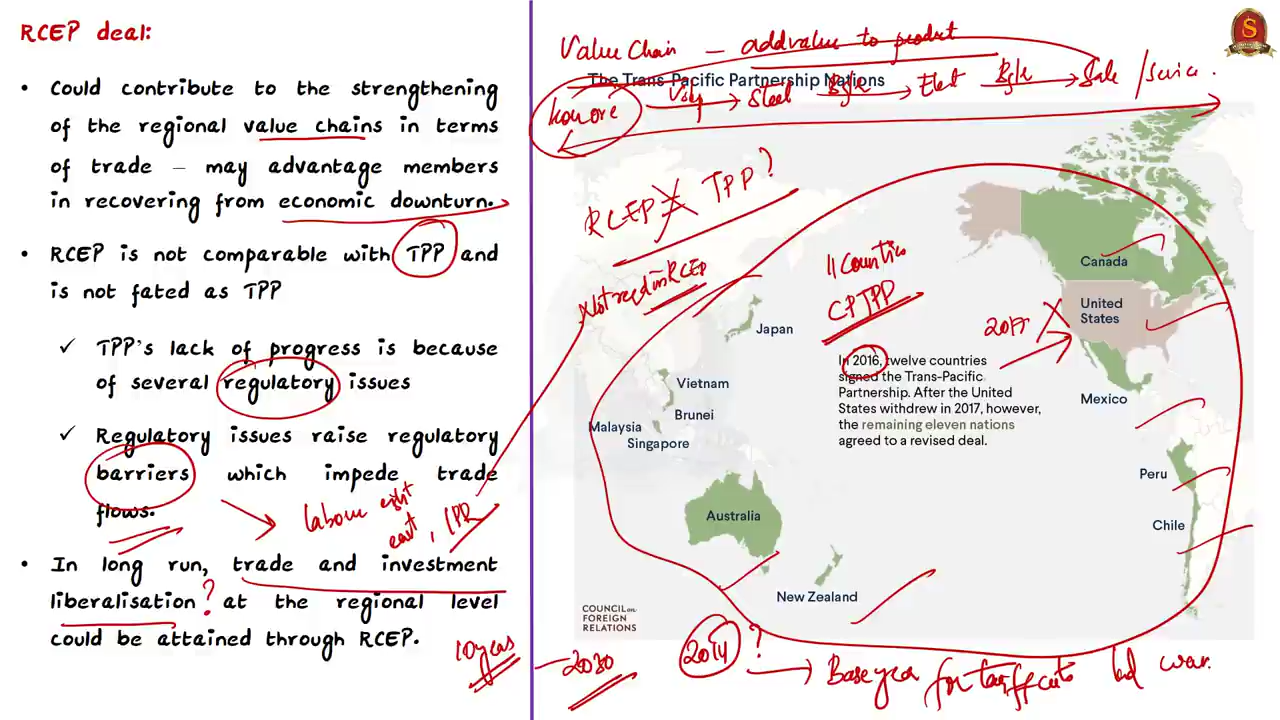 RCEP deal:
• Could contribute to the strengthening
of the regional value chains in terms
of trade – may advantage members
in recovering from economic downturn.
• RCEP is not comparable with TPP and
is not fated as TPP
✓ TPP's lack of progress is because
of several regulatory issues
✓ Regulatory issues raise regulatory
barriers which impede trade
flows.
labour
, IPR
• In long run, trade and investment
liberalisation? at the regional level
could be attained through RCEP.
10 years – 2030
S
Value Chain – add value to product
The Trans-Pacific Partnership Nations
Steel
Sale / Service.
RCEP ≠ TPP?
in RCEP
11 Countries
CPTPP
2017 X
Canada
United
States
Japan
Vietnam
Brunei
Malaysia
Singapore
In 2016, twelve countries
signed the Trans-Pacific
Partnership. After the United
States withdrew in 2017, however,
the remaining eleven nations
agreed to a revised deal.
Mexico
Peru
Chile
Australia
New Zealand
COUNCIL on
FOREIGN
RELATIONS
2014 ?
Base year for tariff cuts